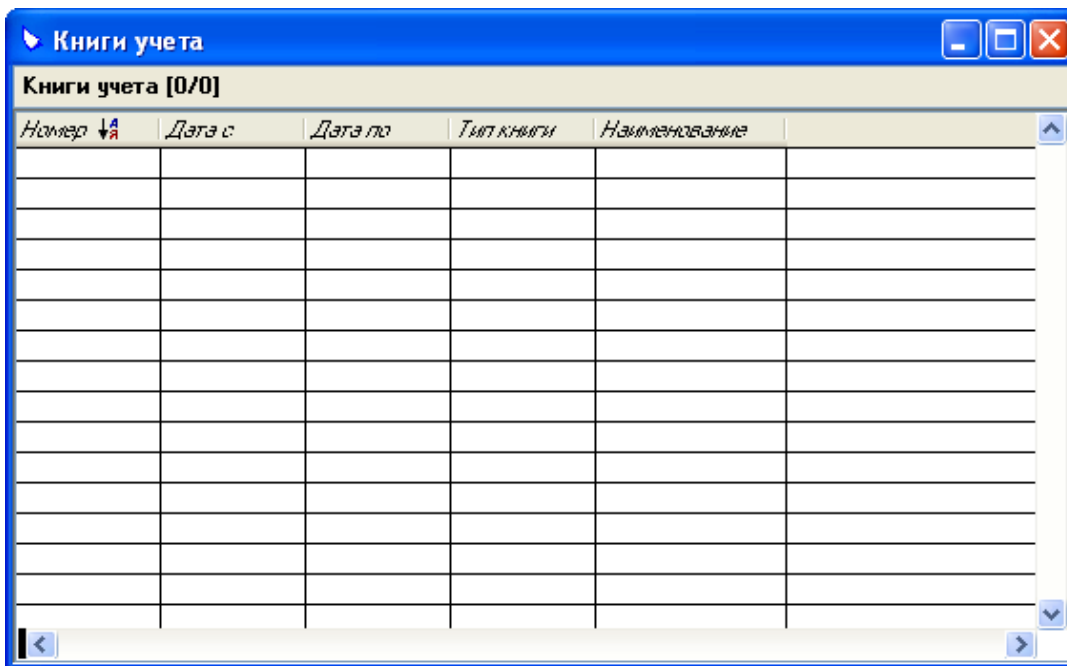 Книги учета
Книги учета [0/0]
Номер Дата с Дата по Тип книги Наименование